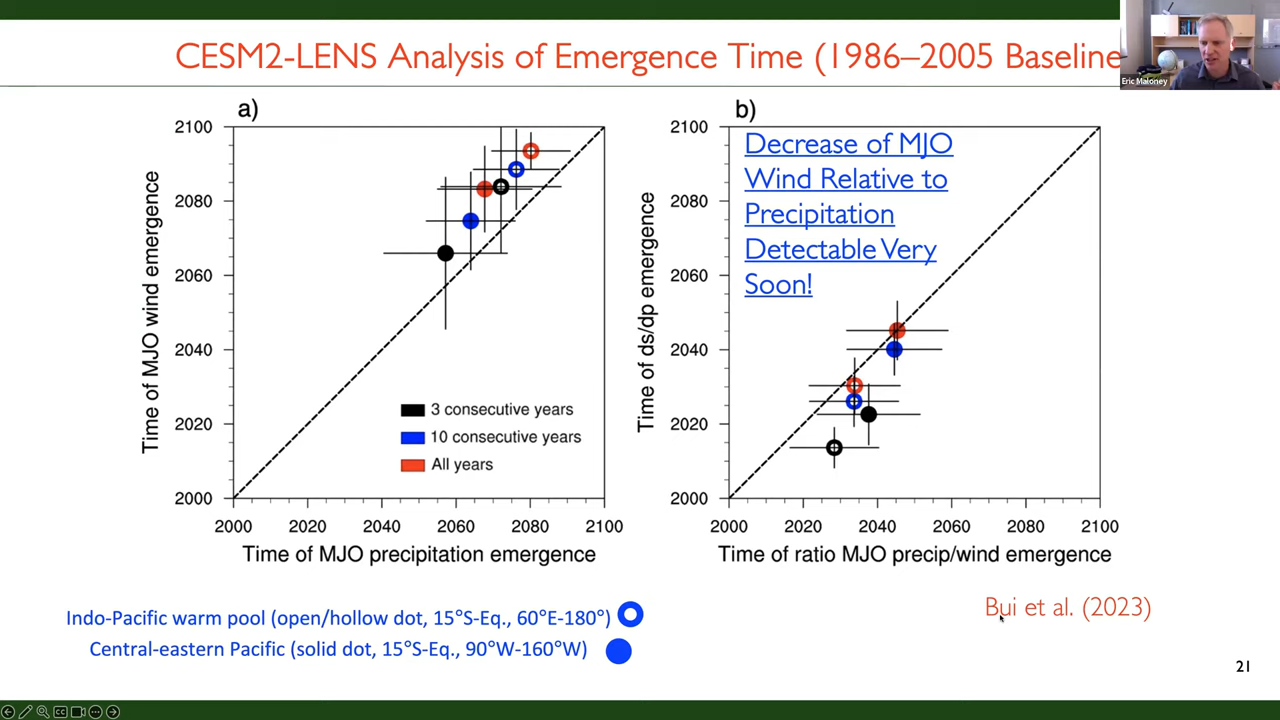 CESM2-LENS Analysis of Emergence Time (1986–2005 Baseline
Eric Maloney
a)
2100
2080
2060
2040
2020
2000
Time of MJO wind emergence
3 consecutive years
10 consecutive years
All years
2000 2020 2040 2060 2080 2100
Time of MJO precipitation emergence
b)
Decrease of MJO
Wind Relative to
Precipitation
Detectable Very
Soon!
2100
2080
2060
2040
2020
2000
Time of ds/dp emergence
2000 2020 2040 2060 2080 2100
Time of ratio MJO precip/wind emergence
Indo-Pacific warm pool (open/hollow dot, 15°S-Eq., 60°E-180°)
Central-eastern Pacific (solid dot, 15°S-Eq., 90°W-160°W)
Bui et al. (2023)
21
CC